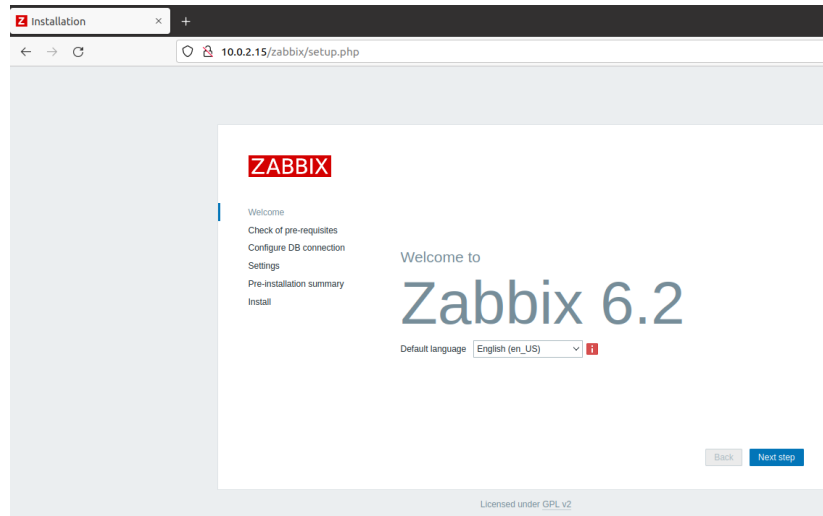 Z Installation
10.0.2.15/zabbix/setup.php
ZABBIX
Welcome
Check of pre-requisites
Configure DB connection
Settings
Pre-installation summary
Install
Welcome to
Zabbix 6.2
Default language English (en_US) i
Back Next step
Licensed under GPL v2